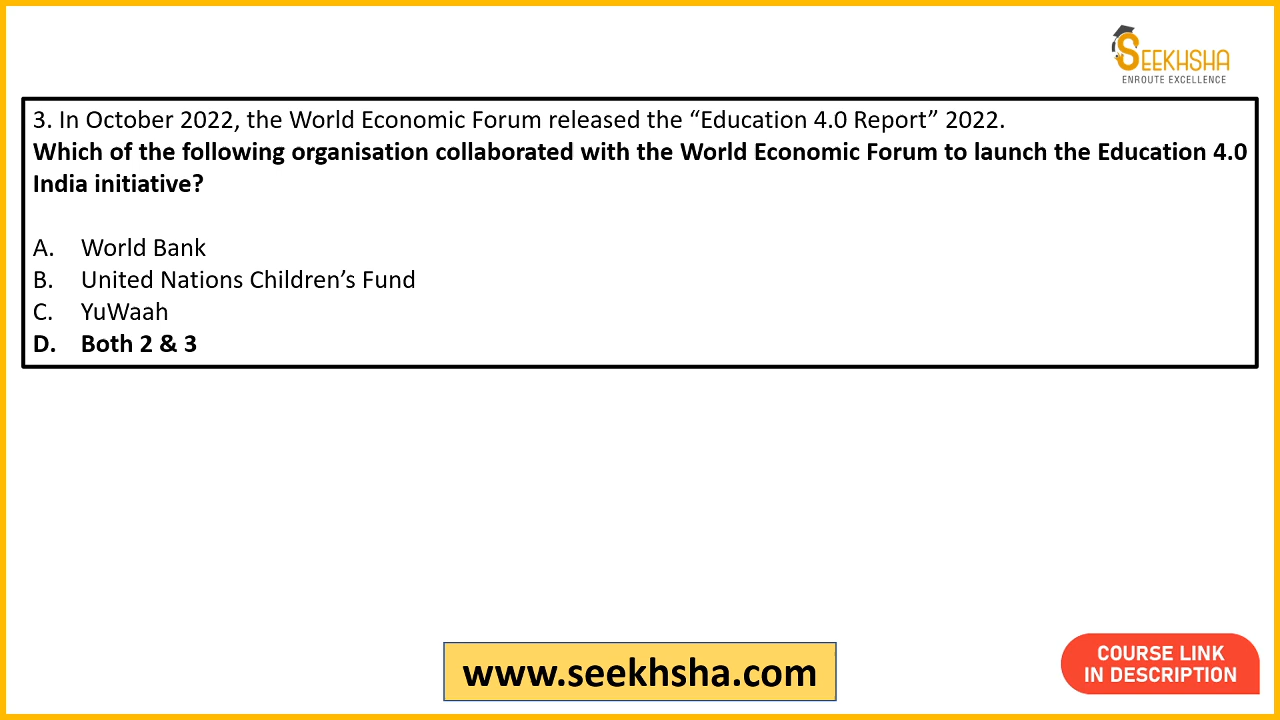 SEEKHSHA
ENROUTE EXCELLENCE
3. In October 2022, the World Economic Forum released the “Education 4.0 Report” 2022.
Which of the following organisation collaborated with the World Economic Forum to launch the Education 4.0
India initiative?
A. World Bank
B. United Nations Children’s Fund
C. YuWaah
D. Both 2 & 3
www.seekhsha.com
COURSE LINK
IN DESCRIPTION